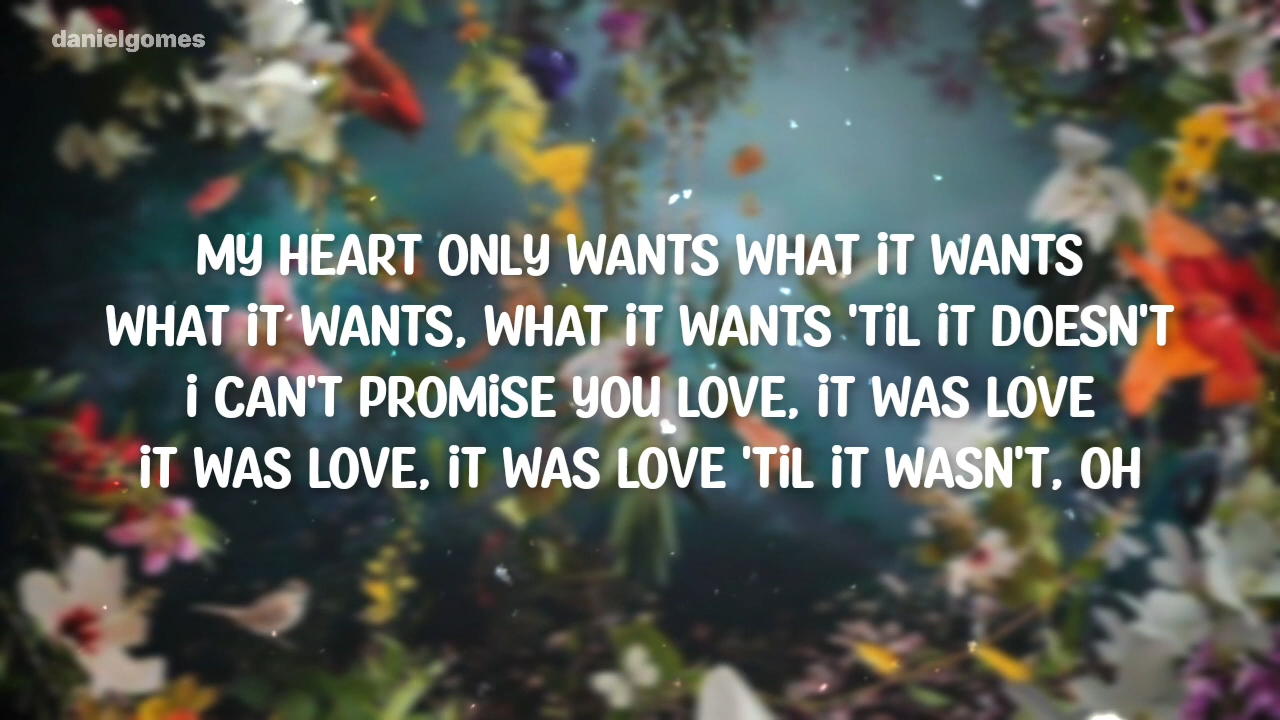 danielgomes
MY HEART ONLY WANTS WHAT iT WANTS
WHAT iT WANTS, WHAT iT WANTS 'TiL iT DOESN'T
i CAN'T PROMiSE YOU LOVE, iT WAS LOVE
iT WAS LOVE, iT WAS LOVE 'TiL iT WASN'T, OH